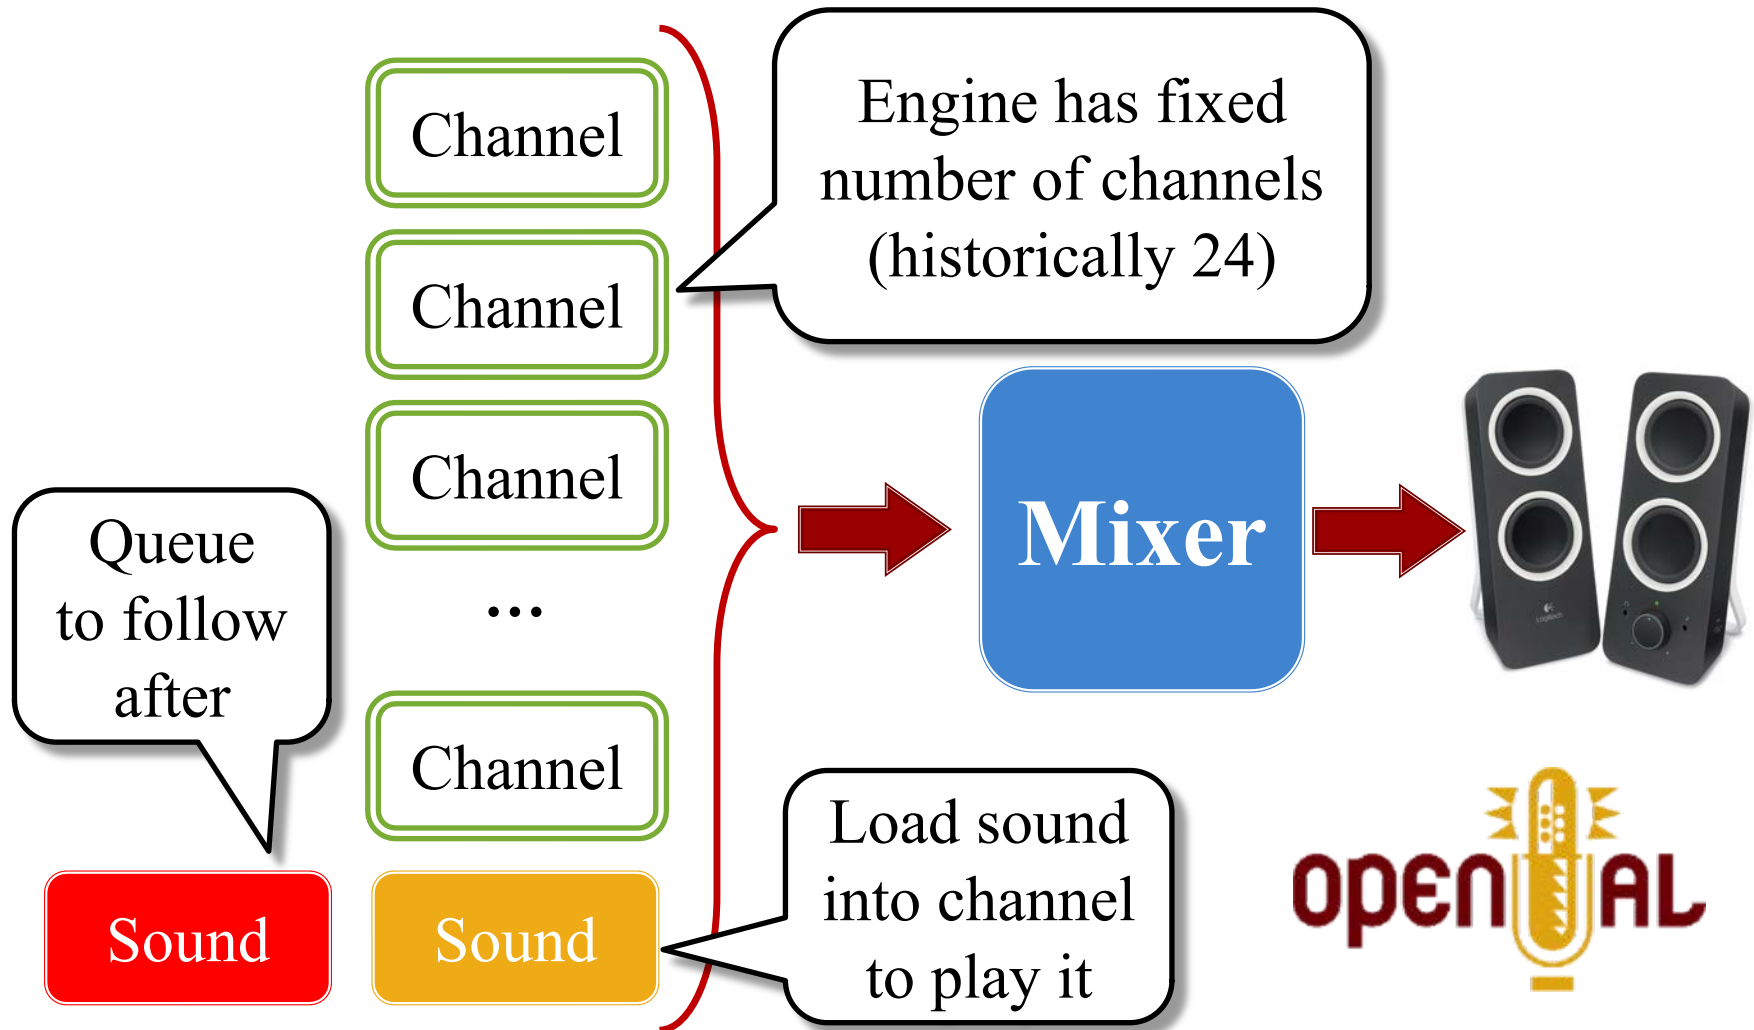 Channel
Engine has fixed
number of channels
(historically 24)
Channel
Channel
Queue
to follow
after
...
Mixer
Logitech
Channel
Load sound
into channel
to play it
Sound
Sound
OPENAL